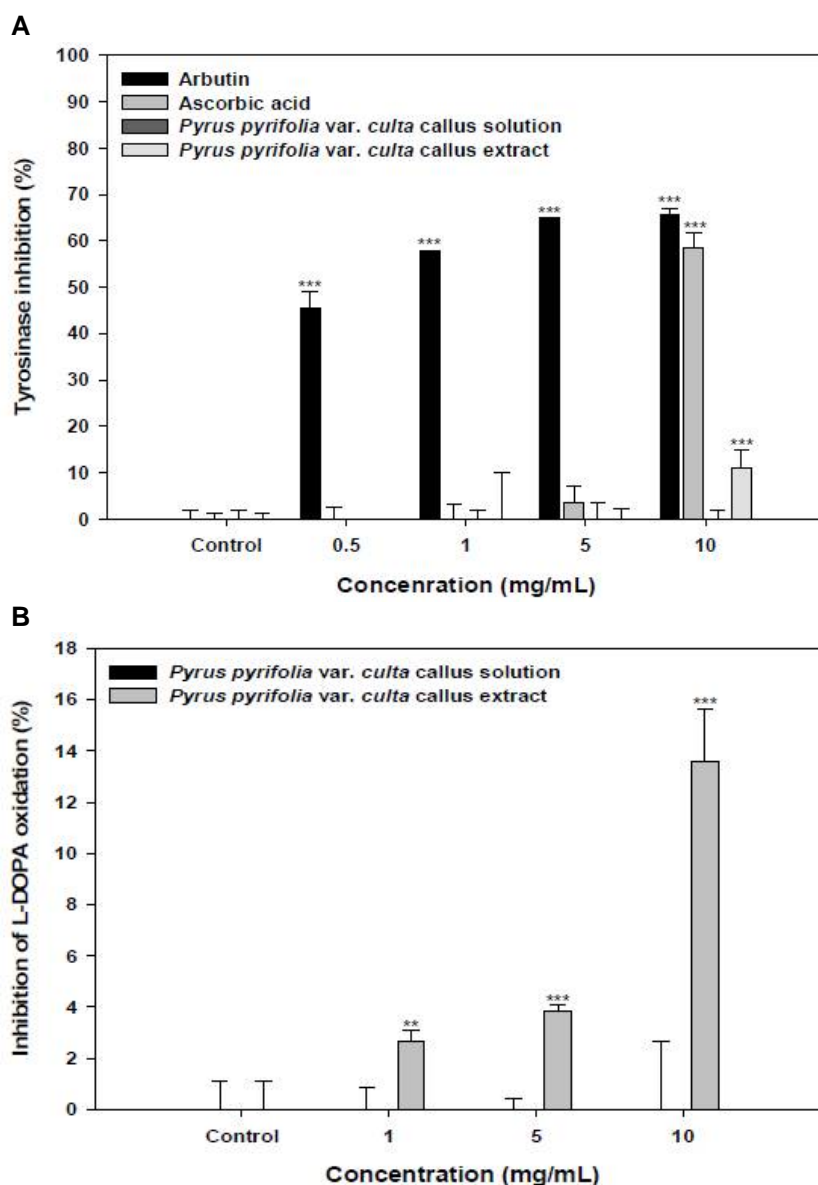 A
100
90
80
70
60
50
40
30
20
10
0
Tyrosinase inhibition (%)
Arbutin
Ascorbic acid
Pyrus pyrifolia var. culta callus solution
Pyrus pyrifolia var. culta callus extract
***
***
***
***
***
***
Control 0.5 1 5 10
Concenration (mg/mL)
B
18
16
14
12
10
8
6
4
2
0
Inhibition of L-DOPA oxidation (%)
Pyrus pyrifolia var. culta callus solution
Pyrus pyrifolia var. culta callus extract
**
***
***
Control 1 5 10
Concentration (mg/mL)